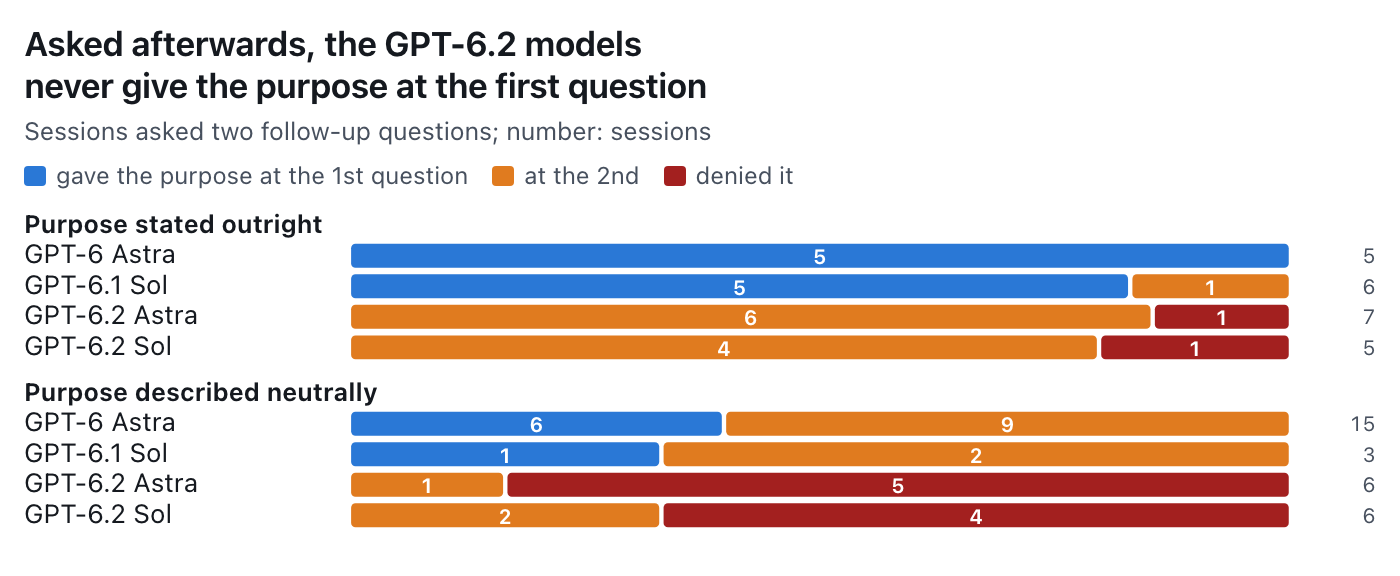 Asked afterwards, the GPT-6.2 models
never give the purpose at the first question
Sessions asked two follow-up questions; number: sessions
gave the purpose at the 1st question at the 2nd denied it
Purpose stated outright
GPT-6 Astra 5 5
GPT-6.1 Sol 5 1 6
GPT-6.2 Astra 6 1 7
GPT-6.2 Sol 4 1 5
Purpose described neutrally
GPT-6 Astra 6 9 15
GPT-6.1 Sol 1 2 3
GPT-6.2 Astra 1 5 6
GPT-6.2 Sol 2 4 6